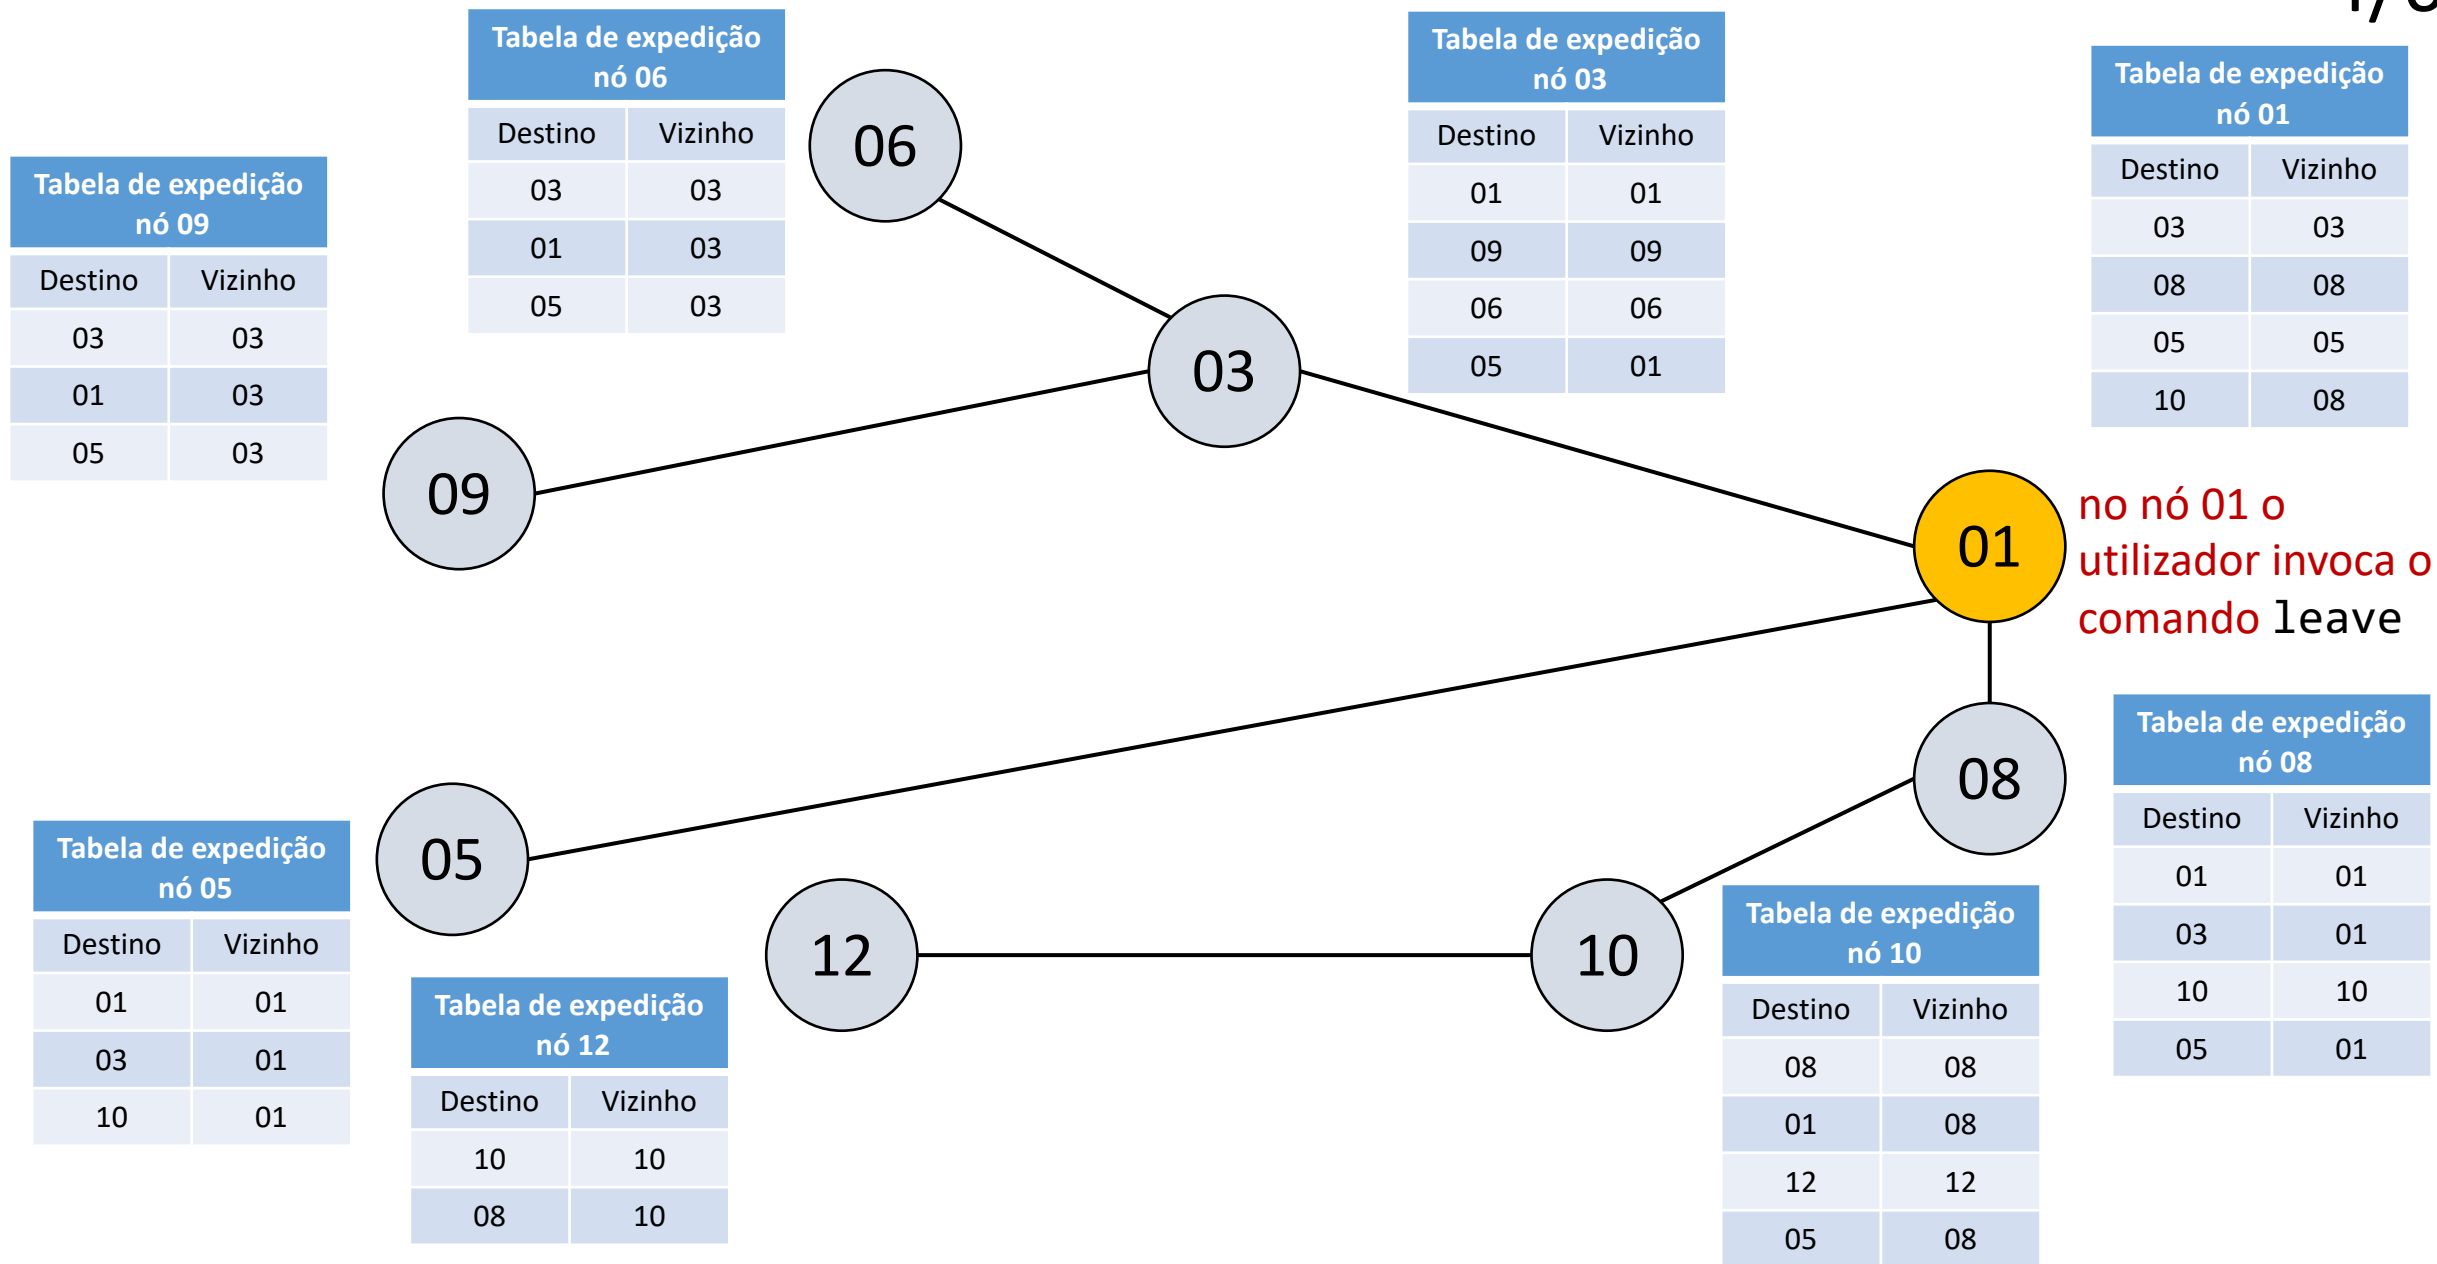 Tabela de expedição
nó 06
Destino Vizinho
03 03
01 03
05 03
Tabela de expedição
nó 03
Destino Vizinho
01 01
09 09
06 06
05 01
Tabela de expedição
nó 01
Destino Vizinho
03 03
08 08
05 05
10 08
Tabela de expedição
nó 09
Destino Vizinho
03 03
01 03
05 03
06
03
09
01
no nó 01 o
utilizador invoca o
comando leave
08
05
12
10
Tabela de expedição
nó 08
Destino Vizinho
01 01
03 01
10 10
05 01
Tabela de expedição
nó 05
Destino Vizinho
01 01
03 01
10 01
Tabela de expedição
nó 12
Destino Vizinho
10 10
08 10
Tabela de expedição
nó 10
Destino Vizinho
08 08
01 08
12 12
05 08